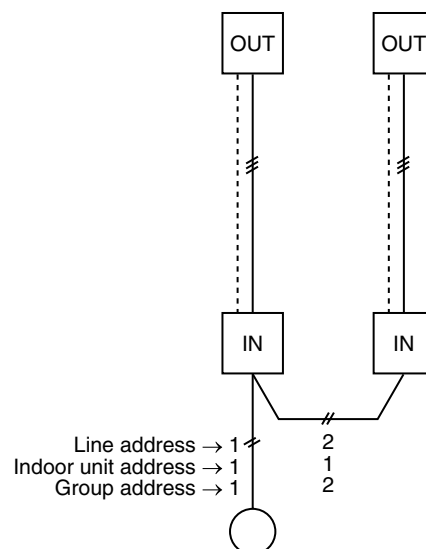 OUT OUT
IN IN
Line address → 1 2
Indoor unit address → 1 1
Group address → 1 2